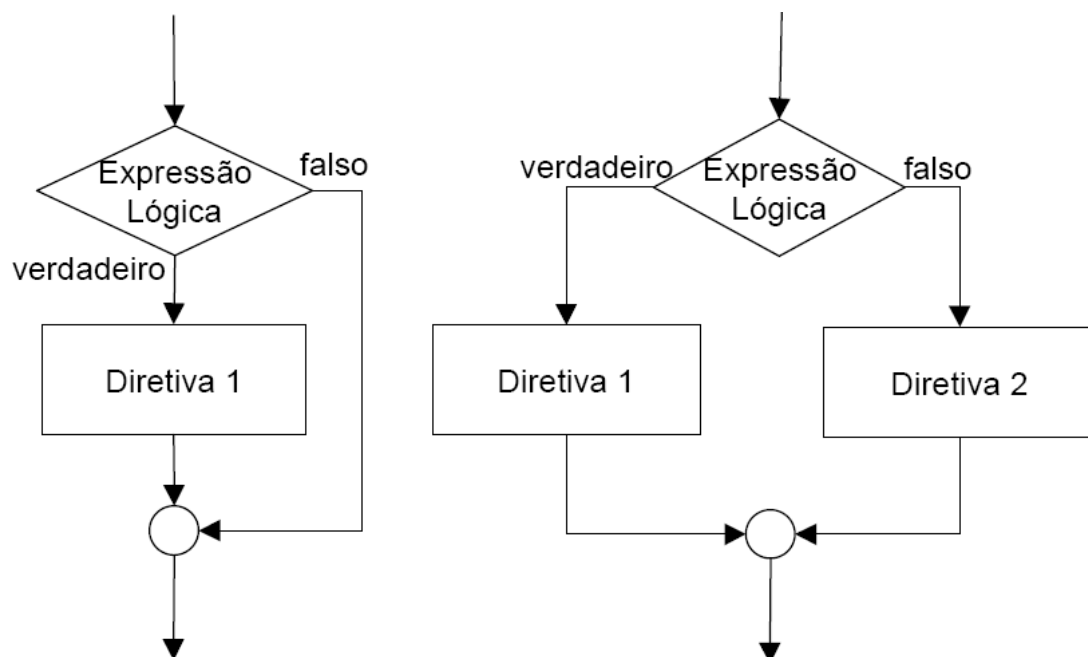 Expressão
Lógica
falso
verdadeiro
Diretiva 1
verdadeiro
Expressão
Lógica
falso
Diretiva 1
Diretiva 2